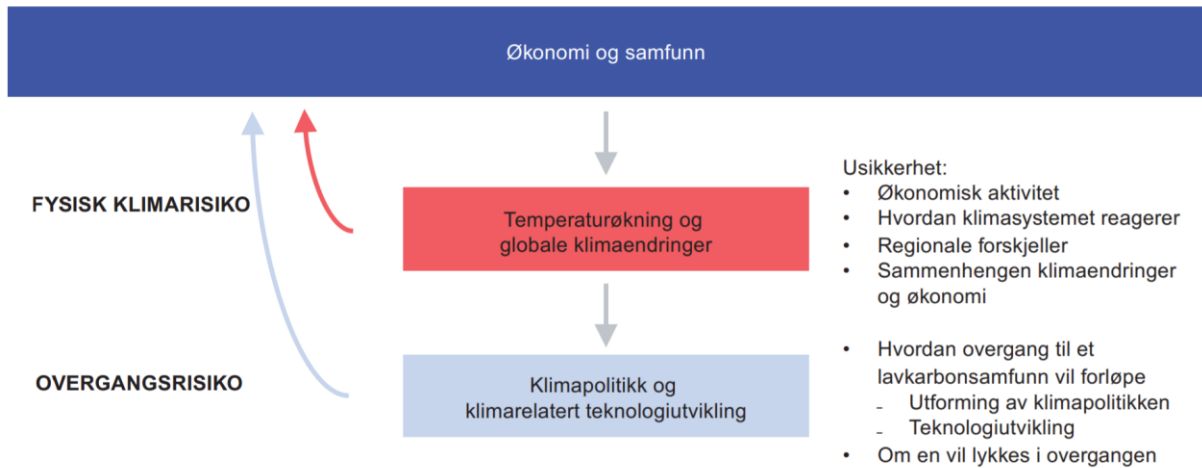 Økonomi og samfunn
FYSISK KLIMARISIKO
Temperaturøkning og
globale klimaendringer
Usikkerhet:
• Økonomisk aktivitet
• Hvordan klimasystemet reagerer
• Regionale forskjeller
• Sammenhengen klimaendringer
og økonomi
OVERGANGSRISIKO
Klimapolitikk og
klimarelatert teknologiutvikling
• Hvordan overgang til et
lavkarbonsamfunn vil forløpe
- Utforming av klimapolitikken
- Teknologiutvikling
• Om en vil lykkes i overgangen